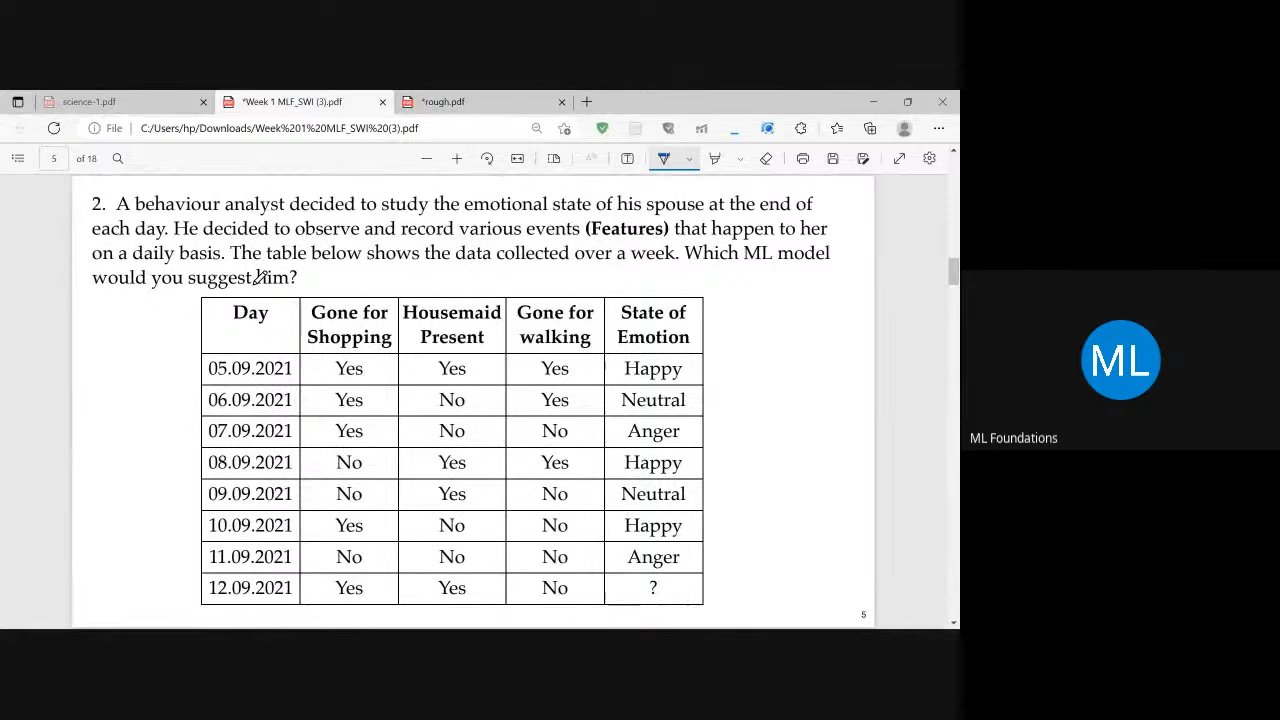 science-1.pdf
*Week 1 MLF_SWI (3).pdf
*rough.pdf
File
C:/Users/hp/Downloads/Week%201%20MLF_SWI%20(3).pdf
5 of 18
2. A behaviour analyst decided to study the emotional state of his spouse at the end of
each day. He decided to observe and record various events (Features) that happen to her
on a daily basis. The table below shows the data collected over a week. Which ML model
would you suggest him?
Day Gone for Shopping Housemaid Present Gone for walking State of Emotion
05.09.2021 Yes Yes Yes Happy
06.09.2021 Yes No Yes Neutral
07.09.2021 Yes No No Anger
08.09.2021 No Yes Yes Happy
09.09.2021 No Yes No Neutral
10.09.2021 Yes No No Happy
11.09.2021 No No No Anger
12.09.2021 Yes Yes No ?
5
ML
ML Foundations